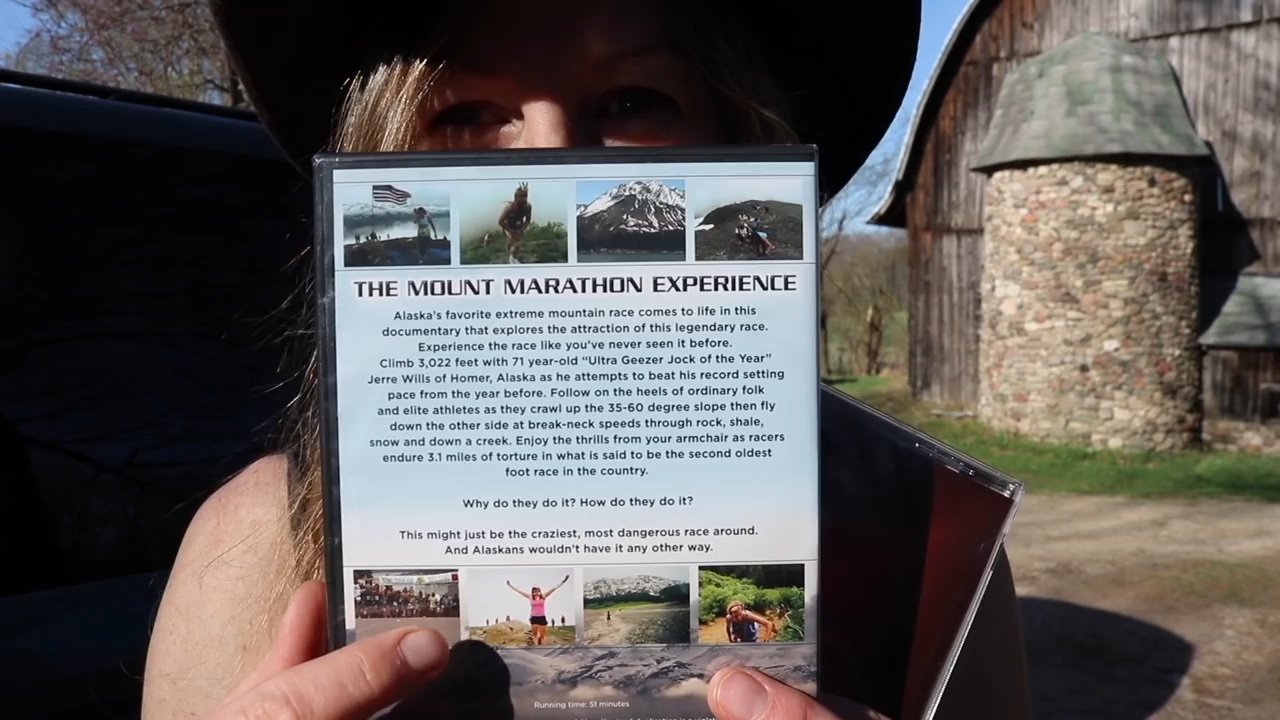 THE MOUNT MARATHON EXPERIENCE
Alaska's favorite extreme mountain race comes to life in this
documentary that explores the attraction of this legendary race.
Experience the race like you've never seen it before.
Climb 3,022 feet with 71 year-old "Ultra Geezer Jock of the Year"
Jerre Wills of Homer, Alaska as he attempts to beat his record setting
pace from the year before. Follow on the heels of ordinary folk
and elite athletes as they crawl up the 35-60 degree slope then fly
down the other side at break-neck speeds through rock, shale,
snow and down a creek. Enjoy the thrills from your armchair as racers
endure 3.1 miles of torture in what is said to be the second oldest
foot race in the country.
Why do they do it? How do they do it?
This might just be the craziest, most dangerous race around.
And Alaskans wouldn't have it any other way.
Running time: 51 minutes